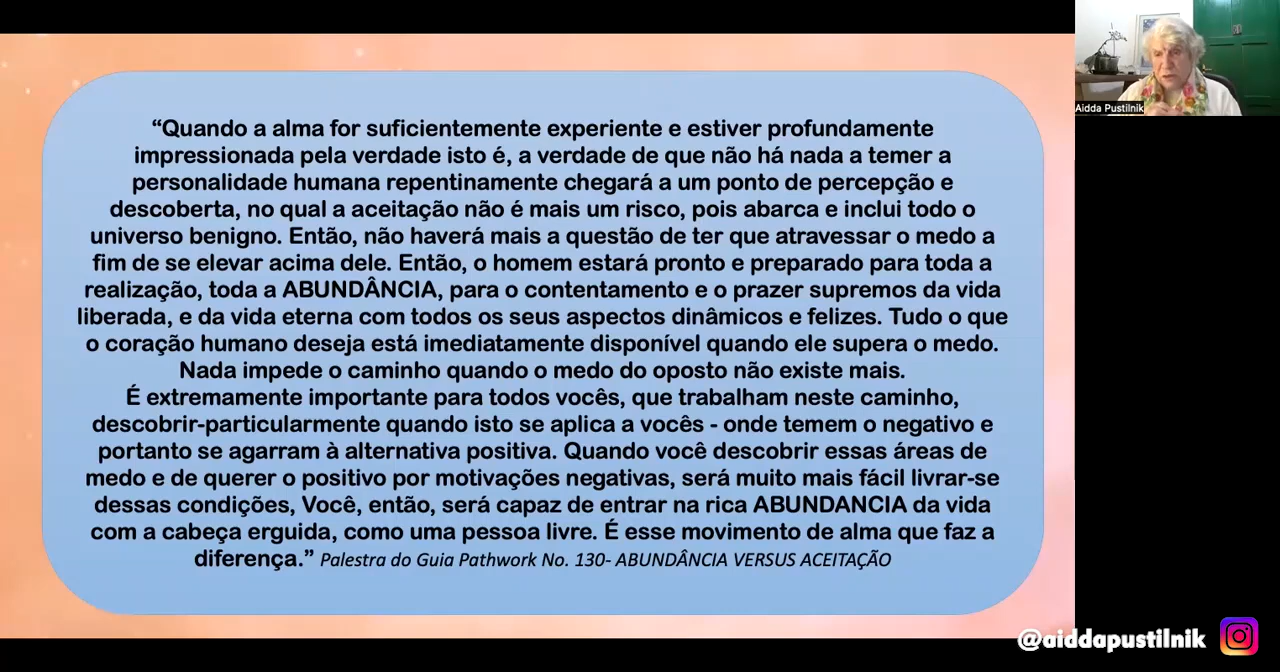 “Quando a alma for suficientemente experiente e estiver profundamente
impressionada pela verdade isto é, a verdade de que não há nada a temer a
personalidade humana repentinamente chegará a um ponto de percepção e
descoberta, no qual a aceitação não é mais um risco, pois abarca e inclui todo o
universo benigno. Então, não haverá mais a questão de ter que atravessar o medo a
fim de se elevar acima dele. Então, o homem estará pronto e preparado para toda a
realização, toda a ABUNDÂNCIA, para o contentamento e o prazer supremos da vida
liberada, e da vida eterna com todos os seus aspectos dinâmicos e felizes. Tudo o que
o coração humano deseja está imediatamente disponível quando ele supera o medo.
Nada impede o caminho quando o medo do oposto não existe mais.
É extremamente importante para todos vocês, que trabalham neste caminho,
descobrir-particularmente quando isto se aplica a vocês - onde temem o negativo e
portanto se agarram à alternativa positiva. Quando você descobrir essas áreas de
medo e de querer o positivo por motivações negativas, será muito mais fácil livrar-se
dessas condições, Você, então, será capaz de entrar na rica ABUNDANCIA da vida
com a cabeça erguida, como uma pessoa livre. É esse movimento de alma que faz a
diferença.” Palestra do Guia Pathwork No. 130- ABUNDÂNCIA VERSUS ACEITAÇÃO
Aidda Pustilnik
@aiddapustilnik